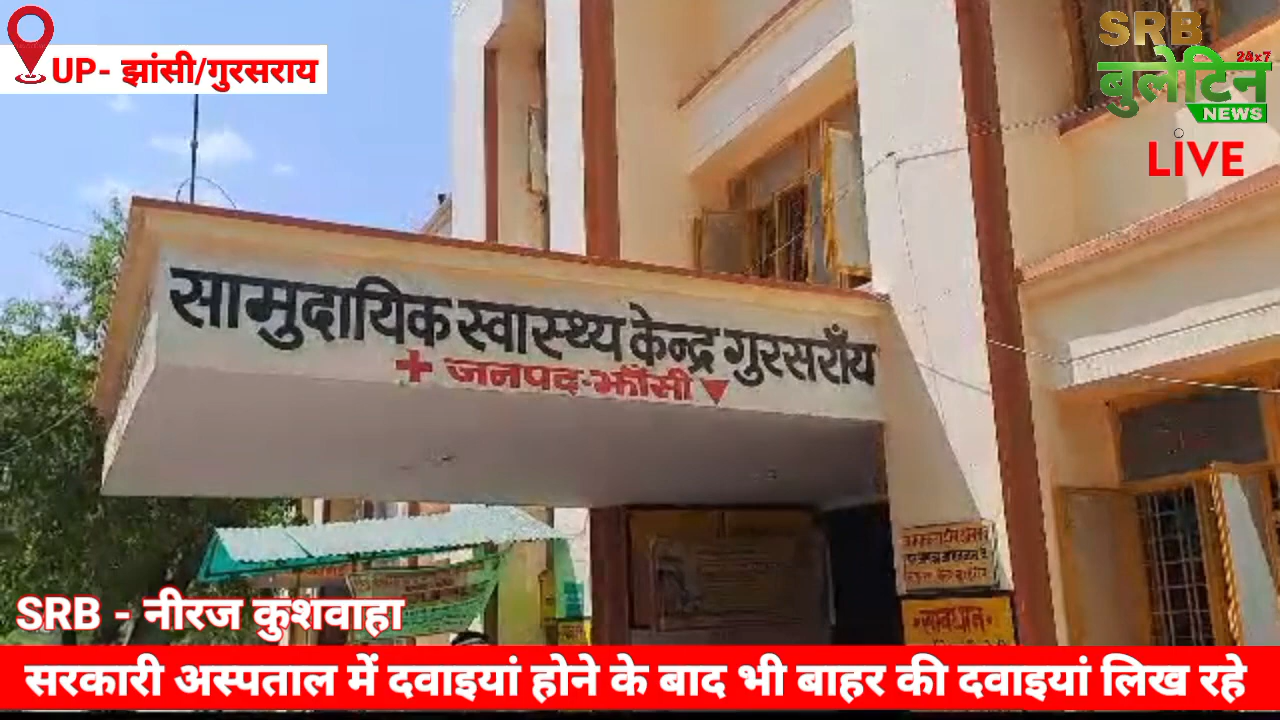 UP- झांसी/गुरसराय
SRB
24x7
बुलेटिन
NEWS
LIVE
सामुदायिक स्वास्थ्य केन्द्र गुरसराँय
+ जनपद-झाँसी
सावधान
SRB - नीरज कुशवाहा
सरकारी अस्पताल में दवाइयां होने के बाद भी बाहर की दवाइयां लिख रहे